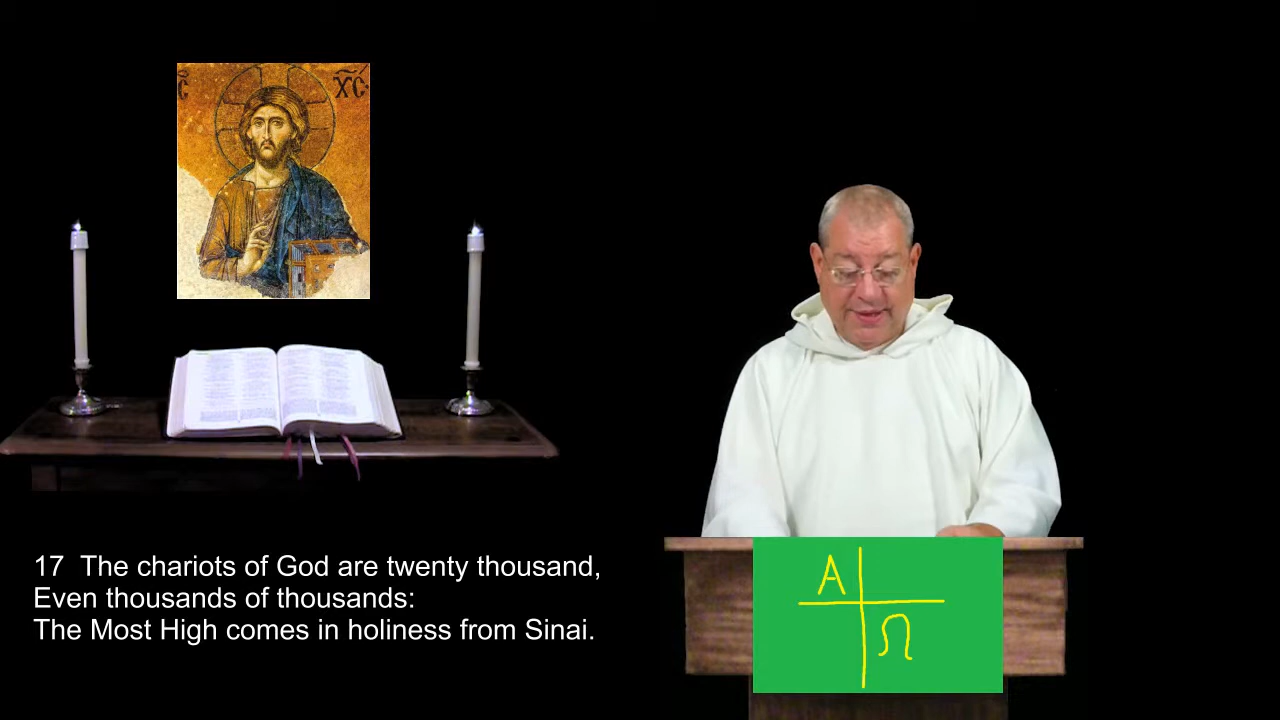 C
XC
17 The chariots of God are twenty thousand,
Even thousands of thousands:
The Most High comes in holiness from Sinai.
A
Ω